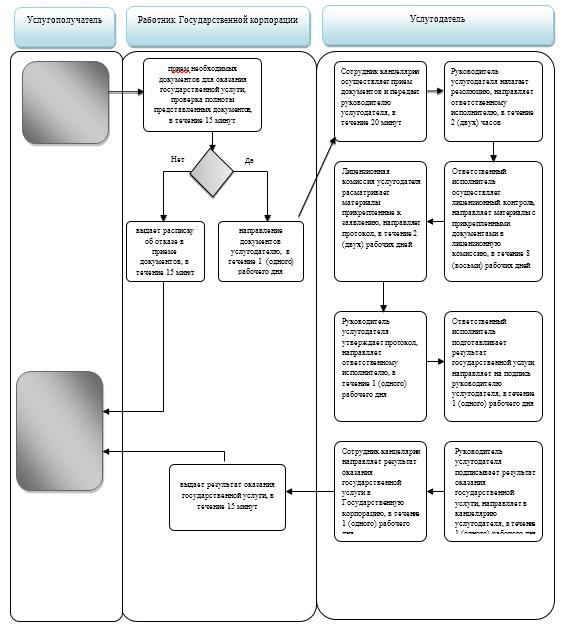 Услугополучатель
Работник Государственной корпорации
Услугодатель
прием необходимых
документов для оказания
государственной услуги,
проверка полноты
представленных документов,
в течение 15 минут
Нет
Да
выдает расписку
об отказе в
приеме
документов, в
течение 15 минут
направление
документов
услугодателю, в
течение 1 (одного)
рабочего дня
Сотрудник канцелярии
осуществляет прием
документов и передает
руководителю
услугодателя, в
течение 20 минут
Руководитель
услугодателя налагает
резолюцию, направляет
ответственному
исполнителю, в течение
2 (двух) часов
Ответственный
исполнитель
осуществляет
лицензионный контроль,
направляет материалы с
прикрепленными
документами в
лицензионную
комиссию, в течение 8
(восьми) рабочих дней
Лицензионная
комиссия услугодателя
расматривает
материалы
прикрепленные к
заявлению, направляет
протокол, в течение 2
(двух) рабочих дней
Руководитель
услугодателя
утверждает протокол,
направляет
ответственному
исполнителю, в
течение 1 (одного)
рабочего дня
Ответственный
исполнитель
подготавливает
результат
государственной услуги,
направляет на подпись
руководителю
услугодателя, в течение
1 (одного) рабочего дня
Руководитель
услугодателя
подписывает результат
оказания
государственной
услуги, направляет в
канцелярию
услугодателя, в течение
1 (одного) рабочего дня
Сотрудник канцелярии
направляет результат
оказания
государственной
услуги в
Государственную
корпорацию, в течение
1 (одного) рабочего
дня
выдает результат оказания
государственной услуги, в
течение 15 минут